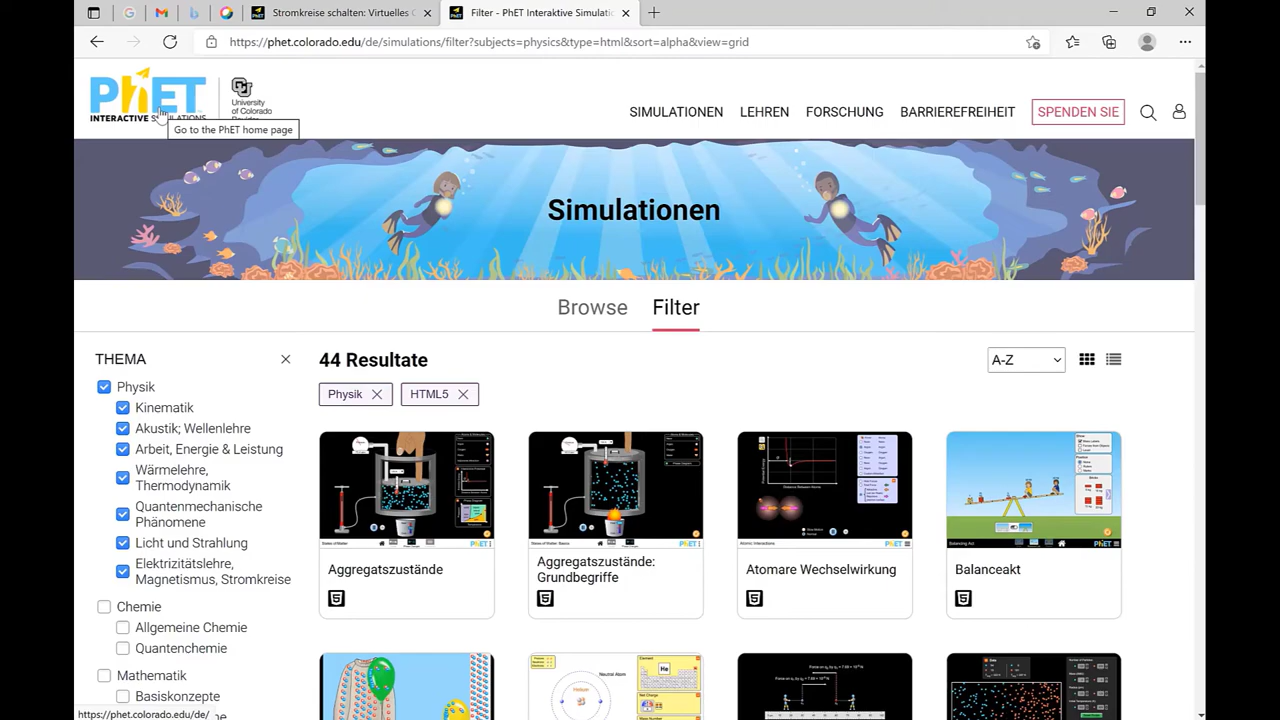 Stromkreise schalten: Virtuelles
Filter - PhET Interaktive Simulati
https://phet.colorado.edu/de/simulations/filter?subjects=physics&type=html&sort=alpha&view=grid
PhET
INTERACTIVE SIMULATIONS
University
of Colorado
Go to the PhET home page
SIMULATIONEN
LEHREN
FORSCHUNG
BARRIEREFREIHEIT
SPENDEN SIE
Simulationen
Browse
Filter
THEMA
44 Resultate
A-Z
Physik
HTML5
Physik
Kinematik
Akustik; Wellenlehre
Arbeit, Energie & Leistung
Wärmelehre,
Thermodynamik
Quantenmechanische
Phänomene
Licht und Strahlung
Elektrizitätslehre,
Magnetismus, Stromkreise
Chemie
Allgemeine Chemie
Quantenchemie
Mathematik
Basiskonzepte
Aggregatszustände
Aggregatszustände:
Grundbegriffe
Atomare Wechselwirkung
Balanceakt
https://phet.colorado.edu/de/